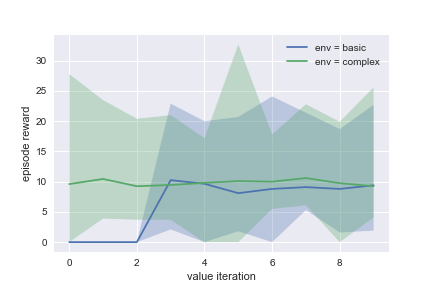 env = basic
env = complex
30
25
20
15
10
5
0
episode reward
0 2 4 6 8
value iteration